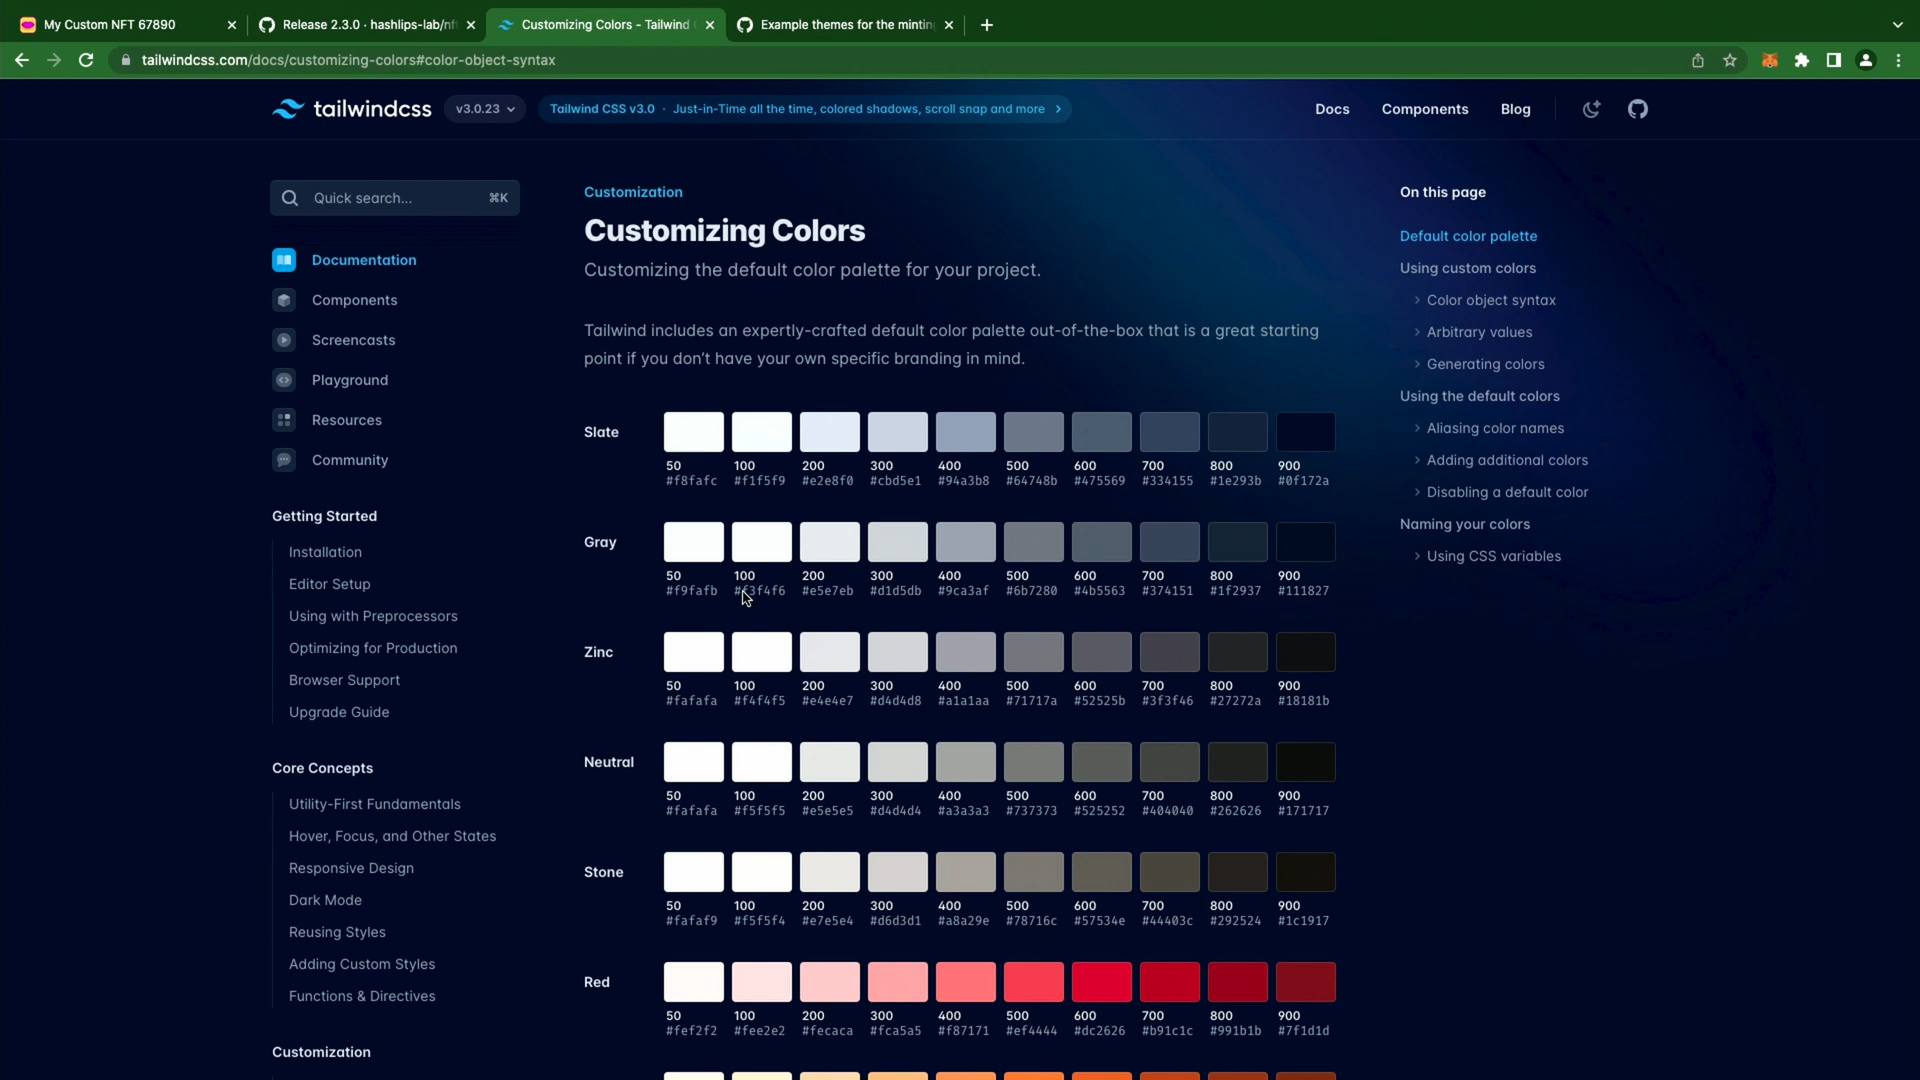 My Custom NFT 67890
Release 2.3.0 · hashlips-lab/nf
Customizing Colors - Tailwind
Example themes for the mintin
tailwindcss.com/docs/customizing-colors#color-object-syntax
tailwindcss
v3.0.23
Tailwind CSS v3.0 · Just-in-Time all the time, colored shadows, scroll snap and more
Docs
Components
Blog
Quick search...
⌘K
Documentation
Components
Screencasts
Playground
Resources
Community
Getting Started
Installation
Editor Setup
Using with Preprocessors
Optimizing for Production
Browser Support
Upgrade Guide
Core Concepts
Utility-First Fundamentals
Hover, Focus, and Other States
Responsive Design
Dark Mode
Reusing Styles
Adding Custom Styles
Functions & Directives
Customization
Customization
Customizing Colors
Customizing the default color palette for your project.
Tailwind includes an expertly-crafted default color palette out-of-the-box that is a great starting
point if you don't have your own specific branding in mind.
Slate
50 100 200 300 400 500 600 700 800 900
#f8fafc #f1f5f9 #e2e8f0 #cbd5e1 #94a3b8 #64748b #475569 #334155 #1e293b #0f172a
Gray
50 100 200 300 400 500 600 700 800 900
#f9fafb #f3f4f6 #e5e7eb #d1d5db #9ca3af #6b7280 #4b5563 #374151 #1f2937 #111827
Zinc
50 100 200 300 400 500 600 700 800 900
#fafafa #f4f4f5 #e4e4e7 #d4d4d8 #a1a1aa #71717a #52525b #3f3f46 #27272a #18181b
Neutral
50 100 200 300 400 500 600 700 800 900
#fafafa #f5f5f5 #e5e5e5 #d4d4d4 #a3a3a3 #737373 #525252 #404040 #262626 #171717
Stone
50 100 200 300 400 500 600 700 800 900
#fafaf9 #f5f5f4 #e7e5e4 #d6d3d1 #a8a29e #78716c #57534e #44403c #292524 #1c1917
Red
50 100 200 300 400 500 600 700 800 900
#fef2f2 #fee2e2 #fecaca #fca5a5 #f87171 #ef4444 #dc2626 #b91c1c #991b1b #7f1d1d
On this page
Default color palette
Using custom colors
Color object syntax
Arbitrary values
Generating colors
Using the default colors
Aliasing color names
Adding additional colors
Disabling a default color
Naming your colors
Using CSS variables